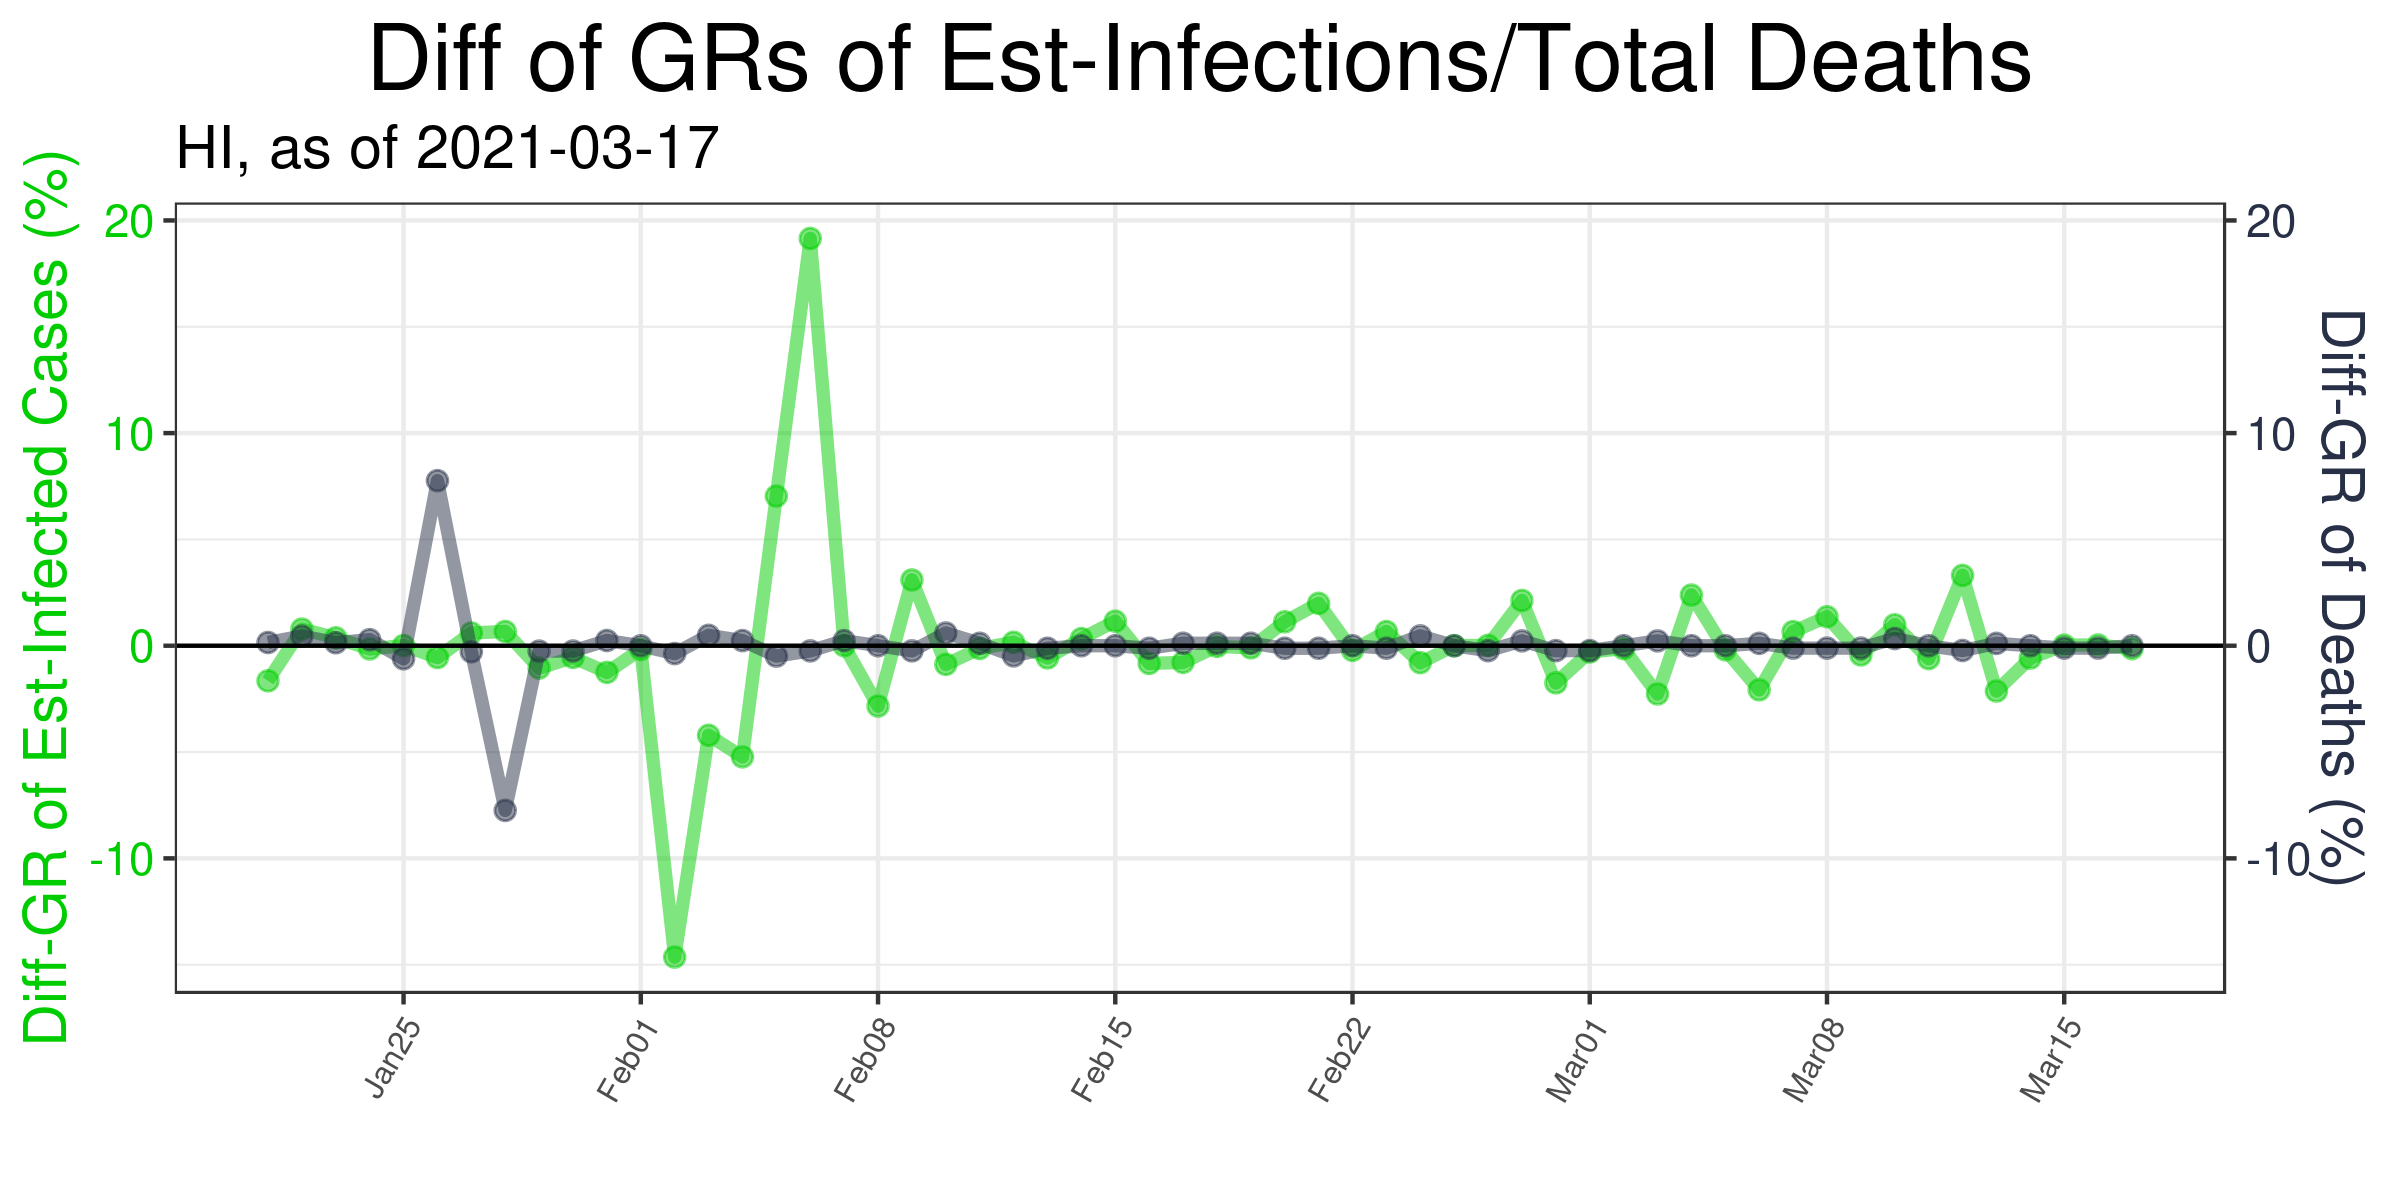 Diff of GRs of Est-Infections/Total Deaths
HI, as of 2021-03-17
Diff-GR of Est-Infected Cases (%)
20
10
0
-10
20
10
0
-10
Diff-GR of Deaths (%)
Jan25
Feb01
Feb08
Feb15
Feb22
Mar01
Mar08
Mar15